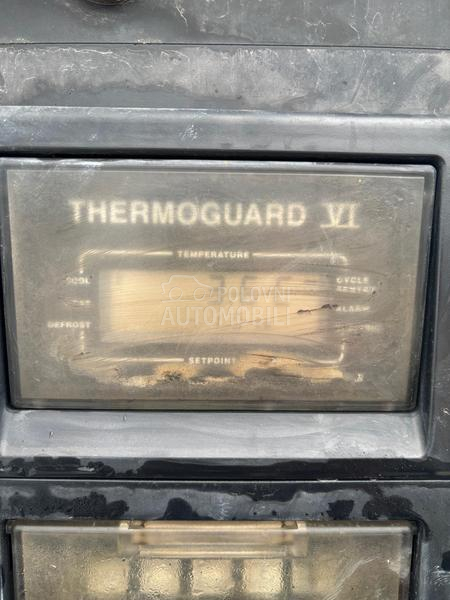 THERMOGUARD VI
TEMPERATURE
COOL
CYCLE
DEFROST
ALARM
POLOVNI
AUTOMOBILI
SETPOINT